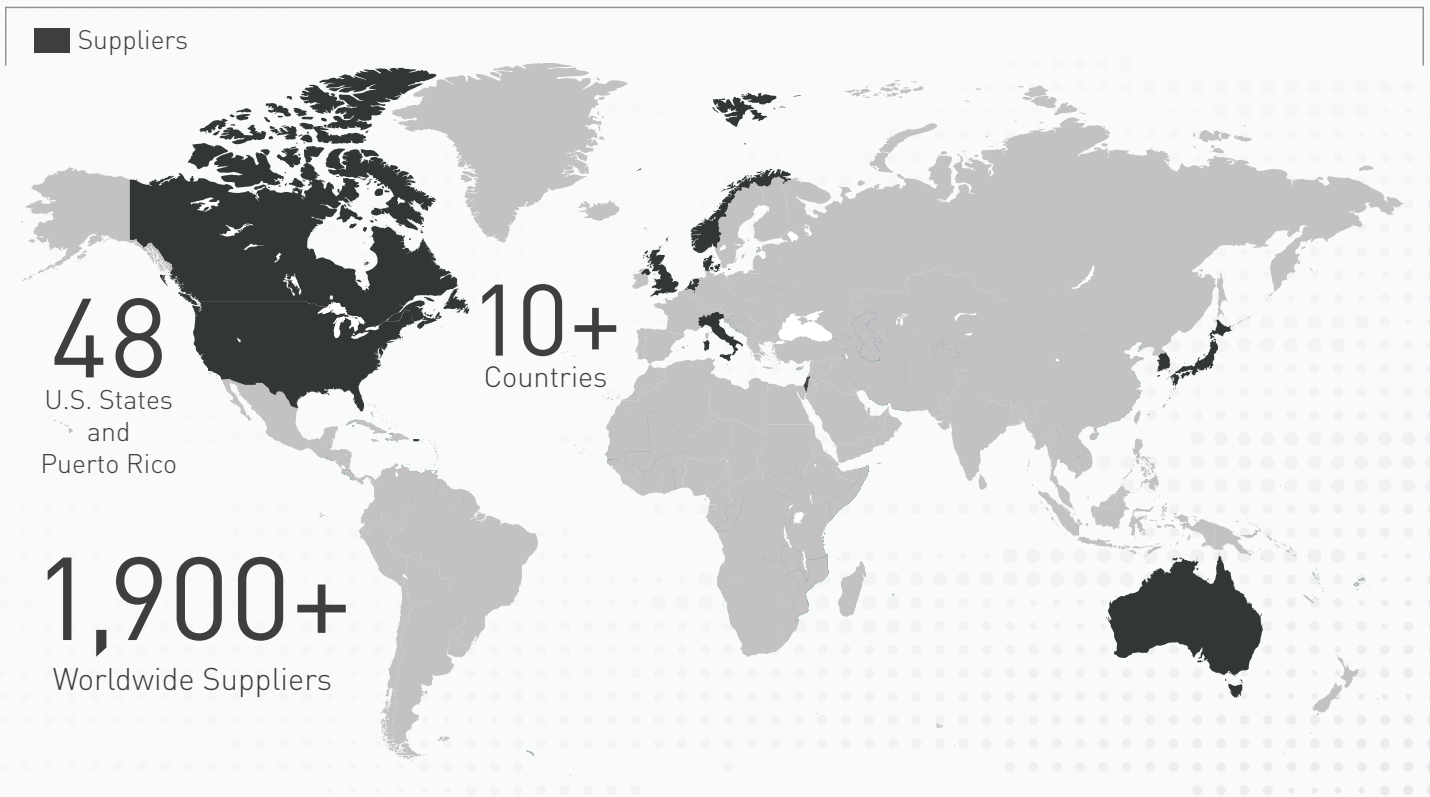 Suppliers
48
U.S. States
and
Puerto Rico
10+
Countries
1,900+
Worldwide Suppliers